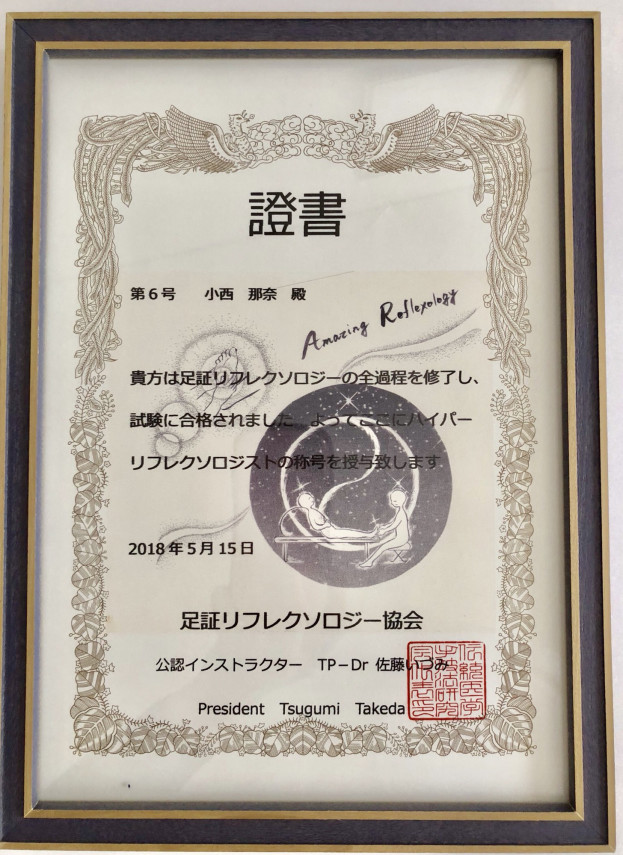 證書
第6号 小西 那奈 殿
Amazing Reflexology
貴方は足証リフレクソロジーの全過程を修了し、
試験に合格されました。よってここにハイパー
リフレクソロジストの称号を授与致します
2018年5月15日
足証リフレクソロジー協会
公認インストラクター TP－Dr 佐藤いづみ
President Tsugumi Takeda